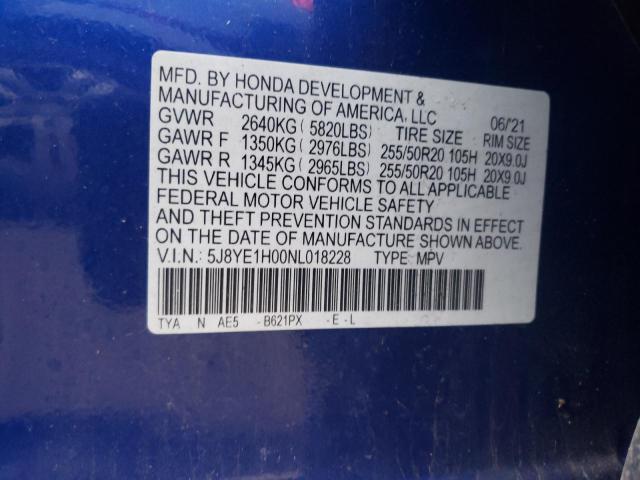 MFD. BY HONDA DEVELOPMENT &
MANUFACTURING OF AMERICA, LLC 06/'21
GVWR 2640KG ( 5820LBS) TIRE SIZE RIM SIZE
GAWR F 1350KG ( 2976LBS) 255/50R20 105H 20X9.0J
GAWR R 1345KG ( 2965LBS) 255/50R20 105H 20X9.0J
THIS VEHICLE CONFORMS TO ALL APPLICABLE
FEDERAL MOTOR VEHICLE SAFETY
AND THEFT PREVENTION STANDARDS IN EFFECT
ON THE DATE OF MANUFACTURE SHOWN ABOVE.
V.I.N.: 5J8YE1H00NL018228 TYPE: MPV
TYA N AE5 -B621PX -E -L